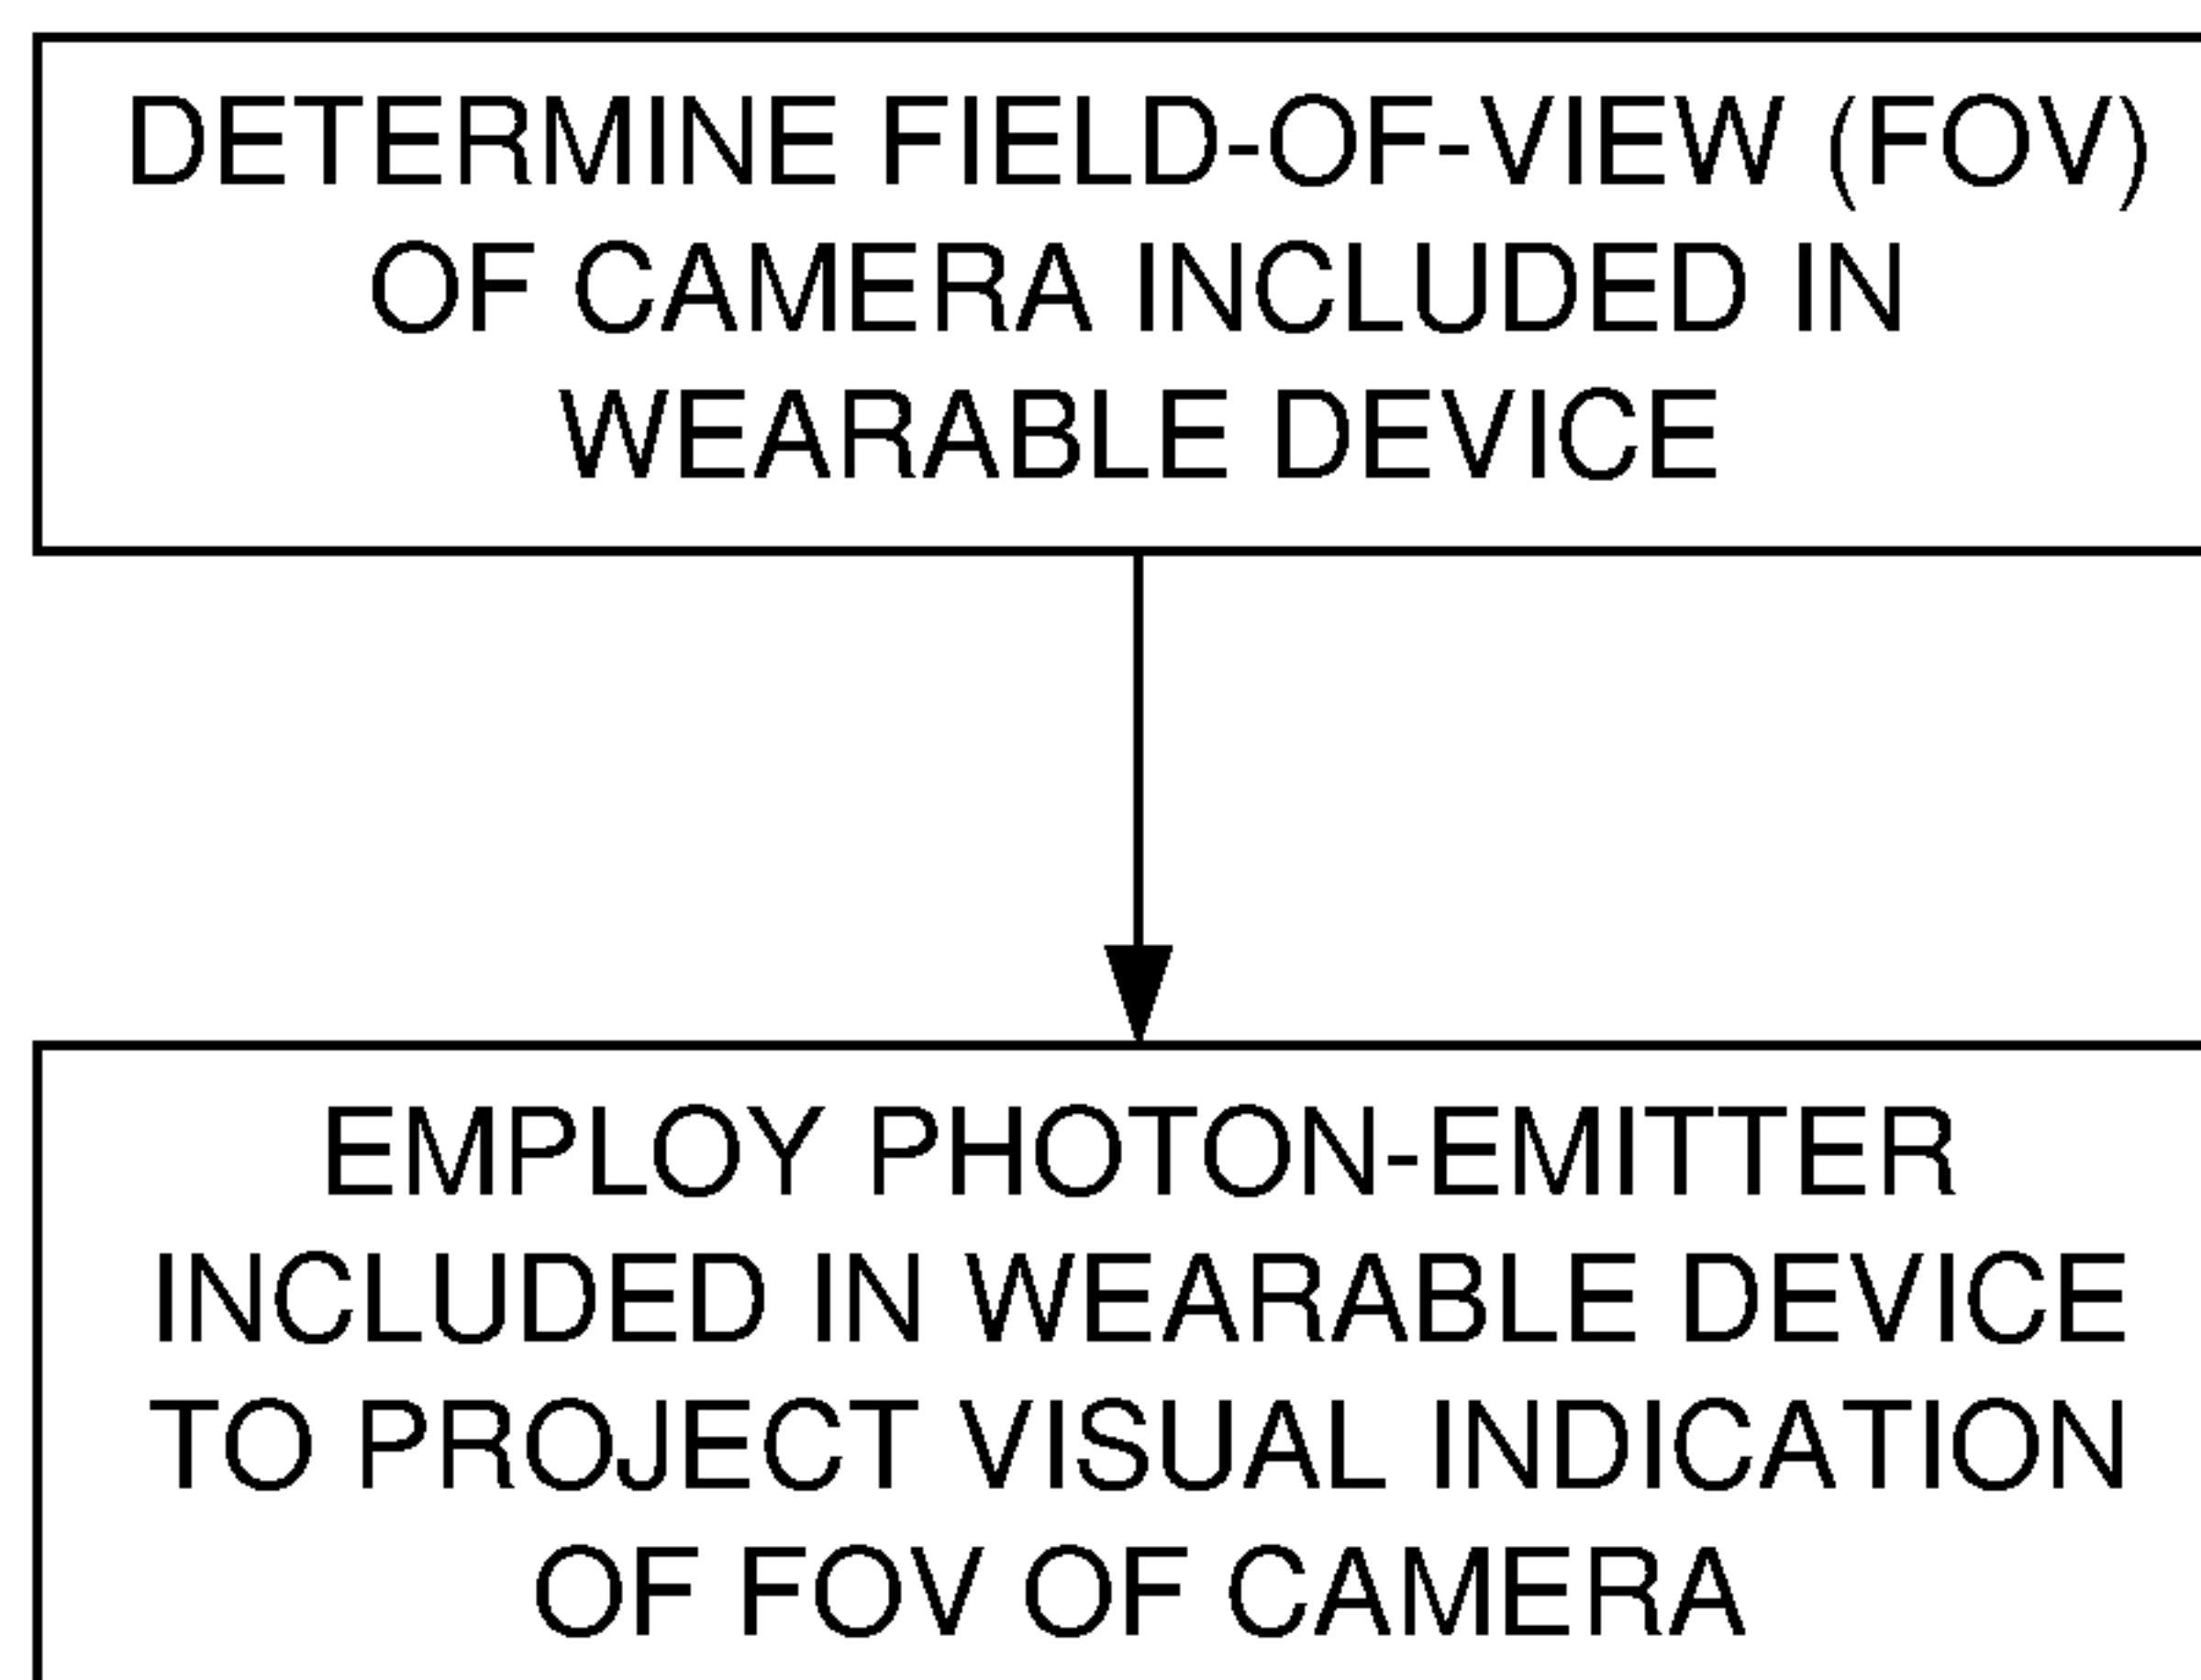 DETERMINE FIELD-OF-VIEW (FOV)
OF CAMERA INCLUDED IN
WEARABLE DEVICE
EMPLOY PHOTON-EMITTER
INCLUDED IN WEARABLE DEVICE
TO PROJECT VISUAL INDICATION
OF FOV OF CAMERA